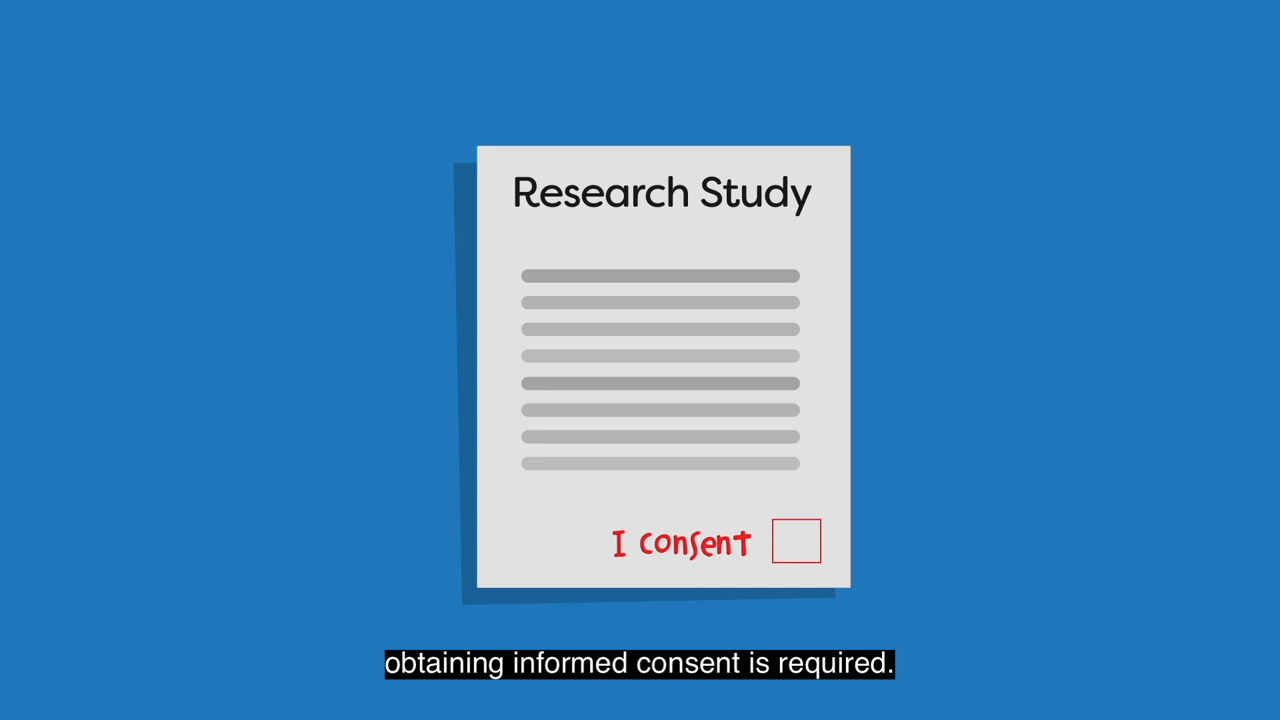 Research Study
I consent
obtaining informed consent is required.